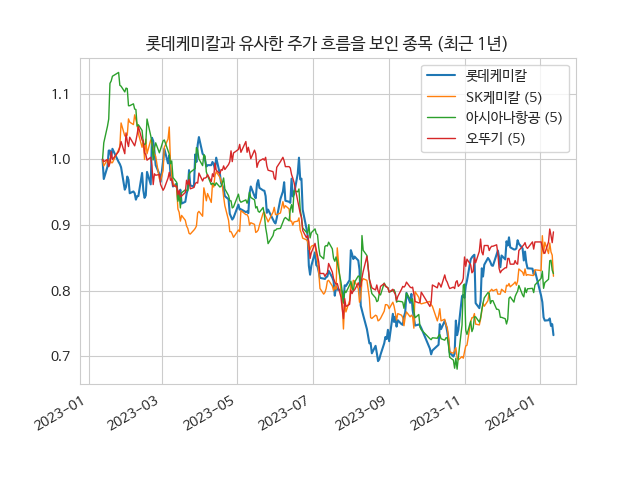 롯데케미칼과 유사한 주가 흐름을 보인 종목 (최근 1년)
롯데케미칼
SK케미칼 (5)
아시아나항공 (5)
오뚜기 (5)
1.1
1.0
0.9
0.8
0.7
2023-01
2023-03
2023-05
2023-07
2023-09
2023-11
2024-01